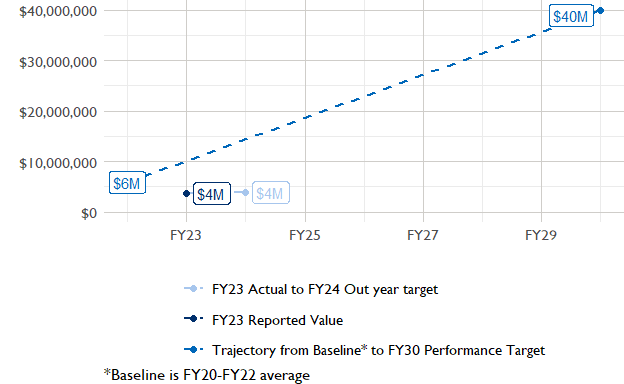 $40,000,000
$40M
$30,000,000
$20,000,000
$10,000,000
$6M
$4M
$4M
$0
FY23 FY25 FY27 FY29
FY23 Actual to FY24 Out year target
FY23 Reported Value
Trajectory from Baseline* to FY30 Performance Target
*Baseline is FY20-FY22 average